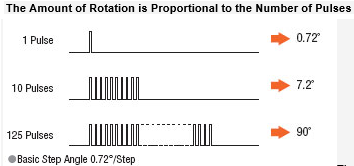 The Amount of Rotation is Proportional to the Number of Pulses
1 Pulse 0.72°
10 Pulses 7.2°
125 Pulses 90°
Basic Step Angle 0.72°/Step